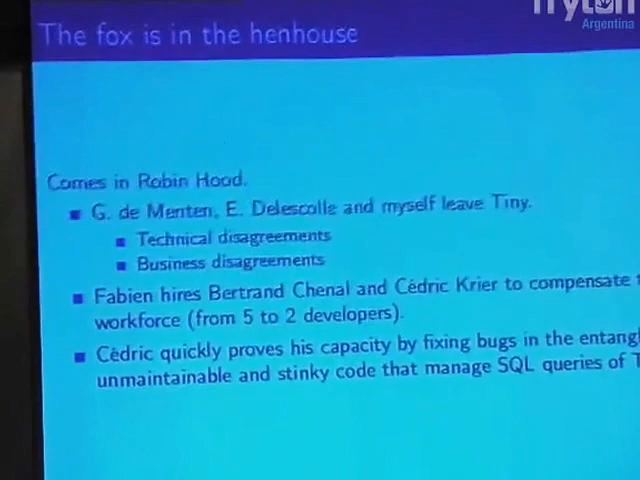 Tryton
Argentina
The fox is in the henhouse
Comes in Robin Hood.
G. de Menten, E. Delescolle and myself leave Tiny.
Technical disagreements
Business disagreements
Fabien hires Bertrand Chenal and Cédric Krier to compensate
workforce (from 5 to 2 developers).
Cédric quickly proves his capacity by fixing bugs in the
unmaintainable and stinky code that manage SQL queries of